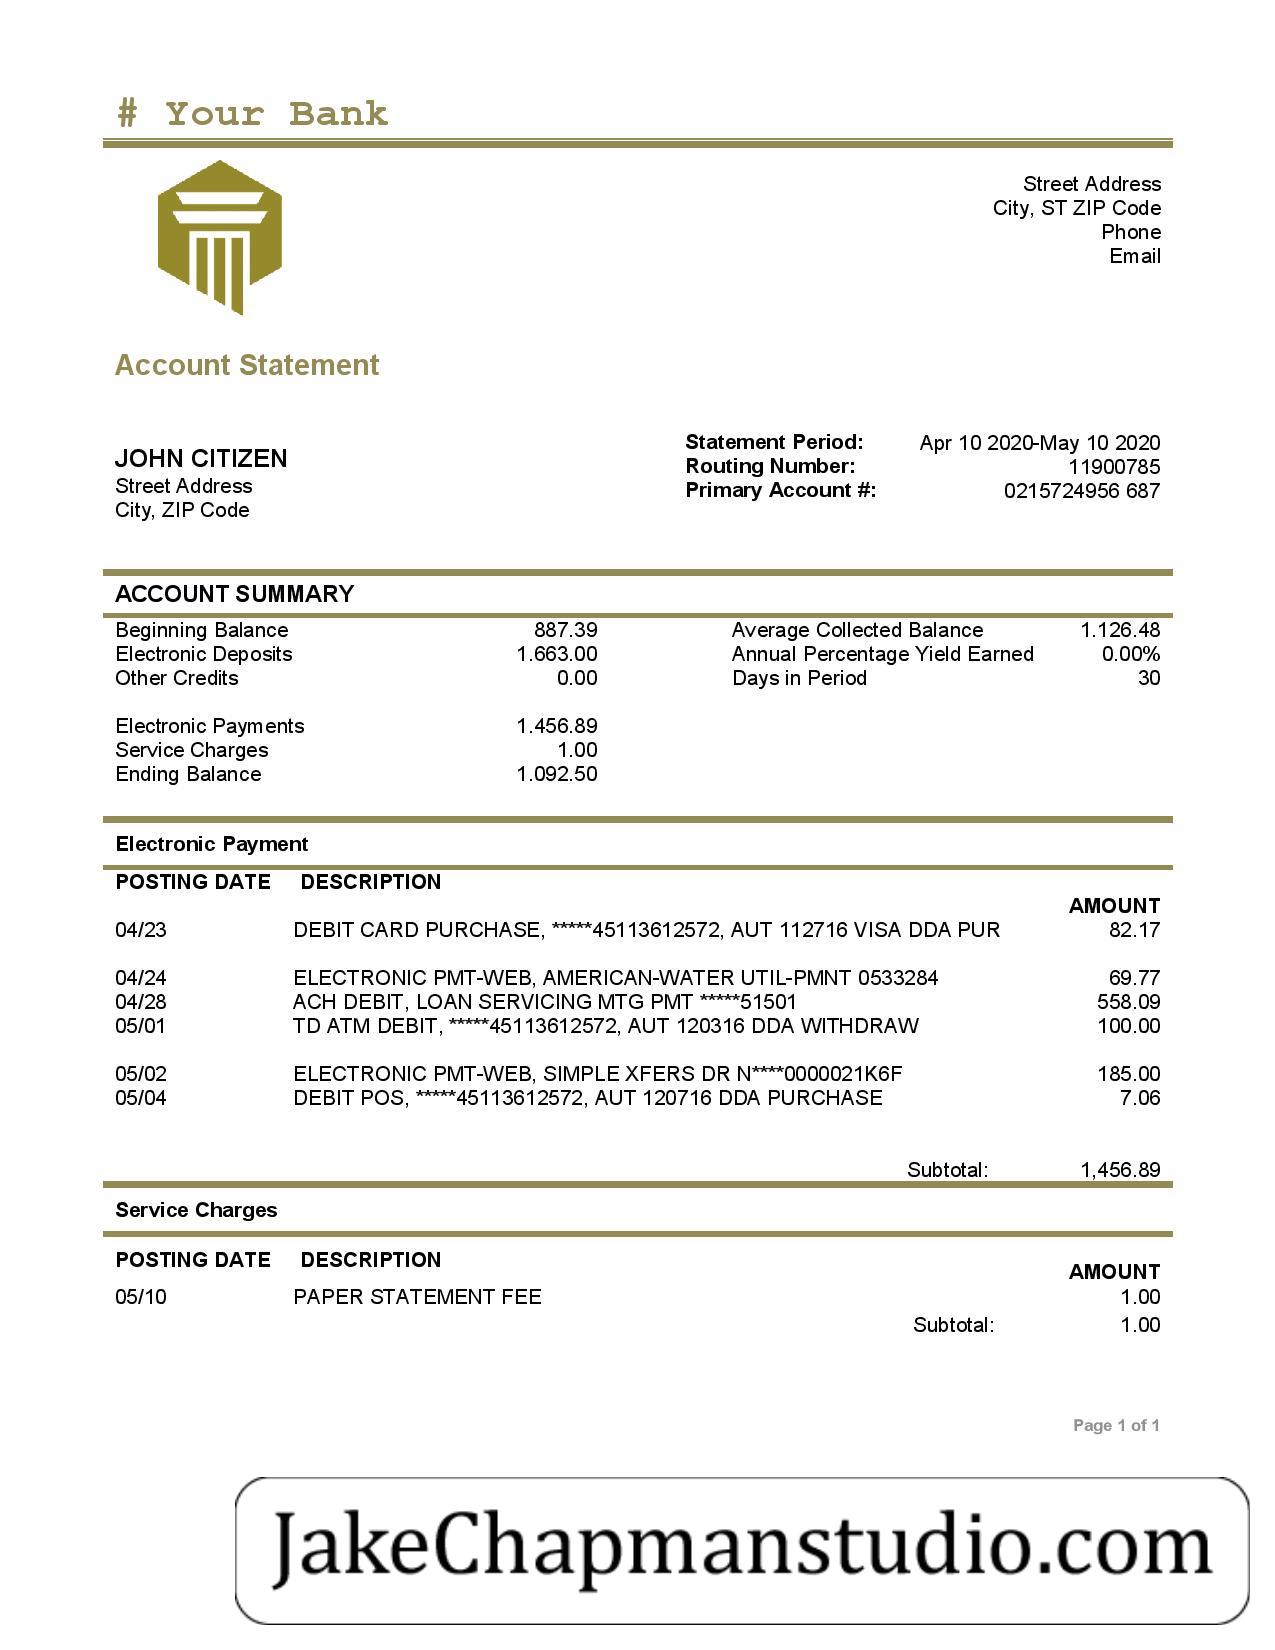 # Your Bank
Street Address
City, ST ZIP Code
Phone
Email
Account Statement
JOHN CITIZEN
Street Address
City, ZIP Code
Statement Period: Apr 10 2020-May 10 2020
Routing Number: 11900785
Primary Account #: 0215724956 687
ACCOUNT SUMMARY
Beginning Balance 887.39 Average Collected Balance 1.126.48
Electronic Deposits 1.663.00 Annual Percentage Yield Earned 0.00%
Other Credits 0.00 Days in Period 30
Electronic Payments 1.456.89
Service Charges 1.00
Ending Balance 1.092.50
Electronic Payment
POSTING DATE DESCRIPTION
AMOUNT
04/23 DEBIT CARD PURCHASE, *****45113612572, AUT 112716 VISA DDA PUR 82.17
04/24 ELECTRONIC PMT-WEB, AMERICAN-WATER UTIL-PMNT 0533284 69.77
04/28 ACH DEBIT, LOAN SERVICING MTG PMT *****51501 558.09
05/01 TD ATM DEBIT, *****45113612572, AUT 120316 DDA WITHDRAW 100.00
05/02 ELECTRONIC PMT-WEB, SIMPLE XFERS DR N****0000021K6F 185.00
05/04 DEBIT POS, *****45113612572, AUT 120716 DDA PURCHASE 7.06
Subtotal: 1,456.89
Service Charges
POSTING DATE DESCRIPTION
AMOUNT
05/10 PAPER STATEMENT FEE 1.00
Subtotal: 1.00
Page 1 of 1
JakeChapmanstudio.com